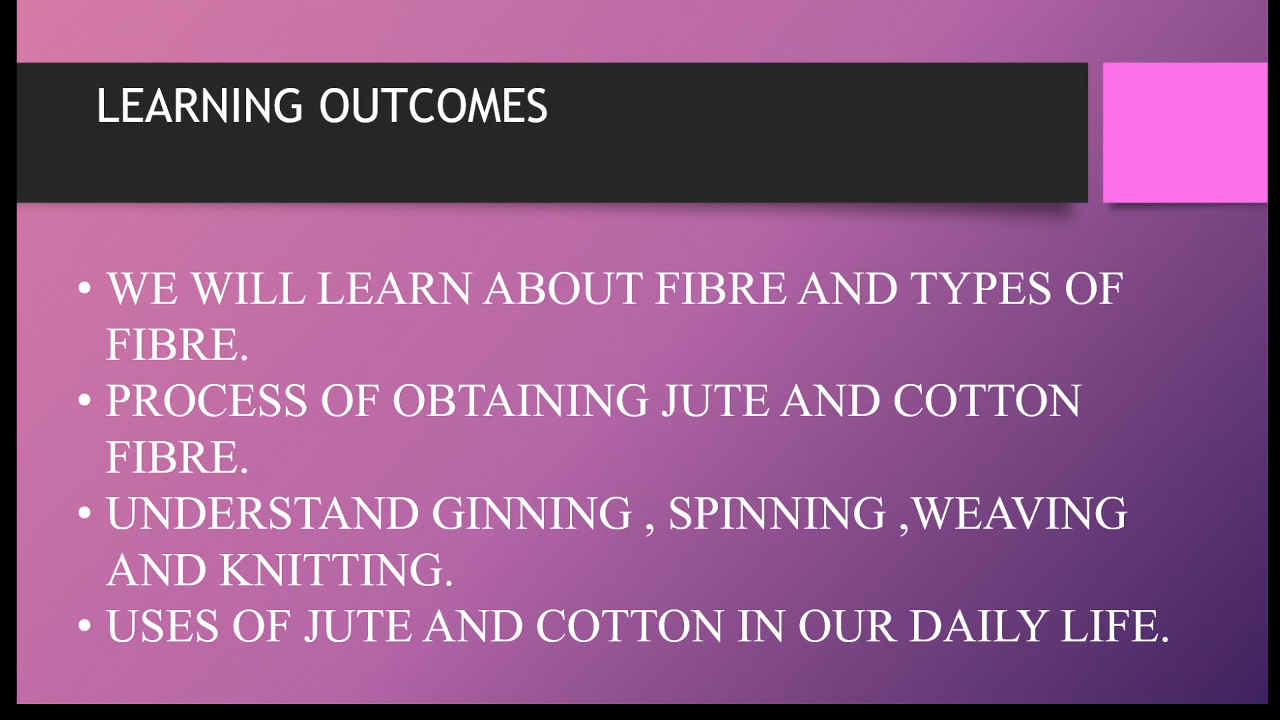 LEARNING OUTCOMES
• WE WILL LEARN ABOUT FIBRE AND TYPES OF
FIBRE.
• PROCESS OF OBTAINING JUTE AND COTTON
FIBRE.
• UNDERSTAND GINNING , SPINNING ,WEAVING
AND KNITTING.
• USES OF JUTE AND COTTON IN OUR DAILY LIFE.